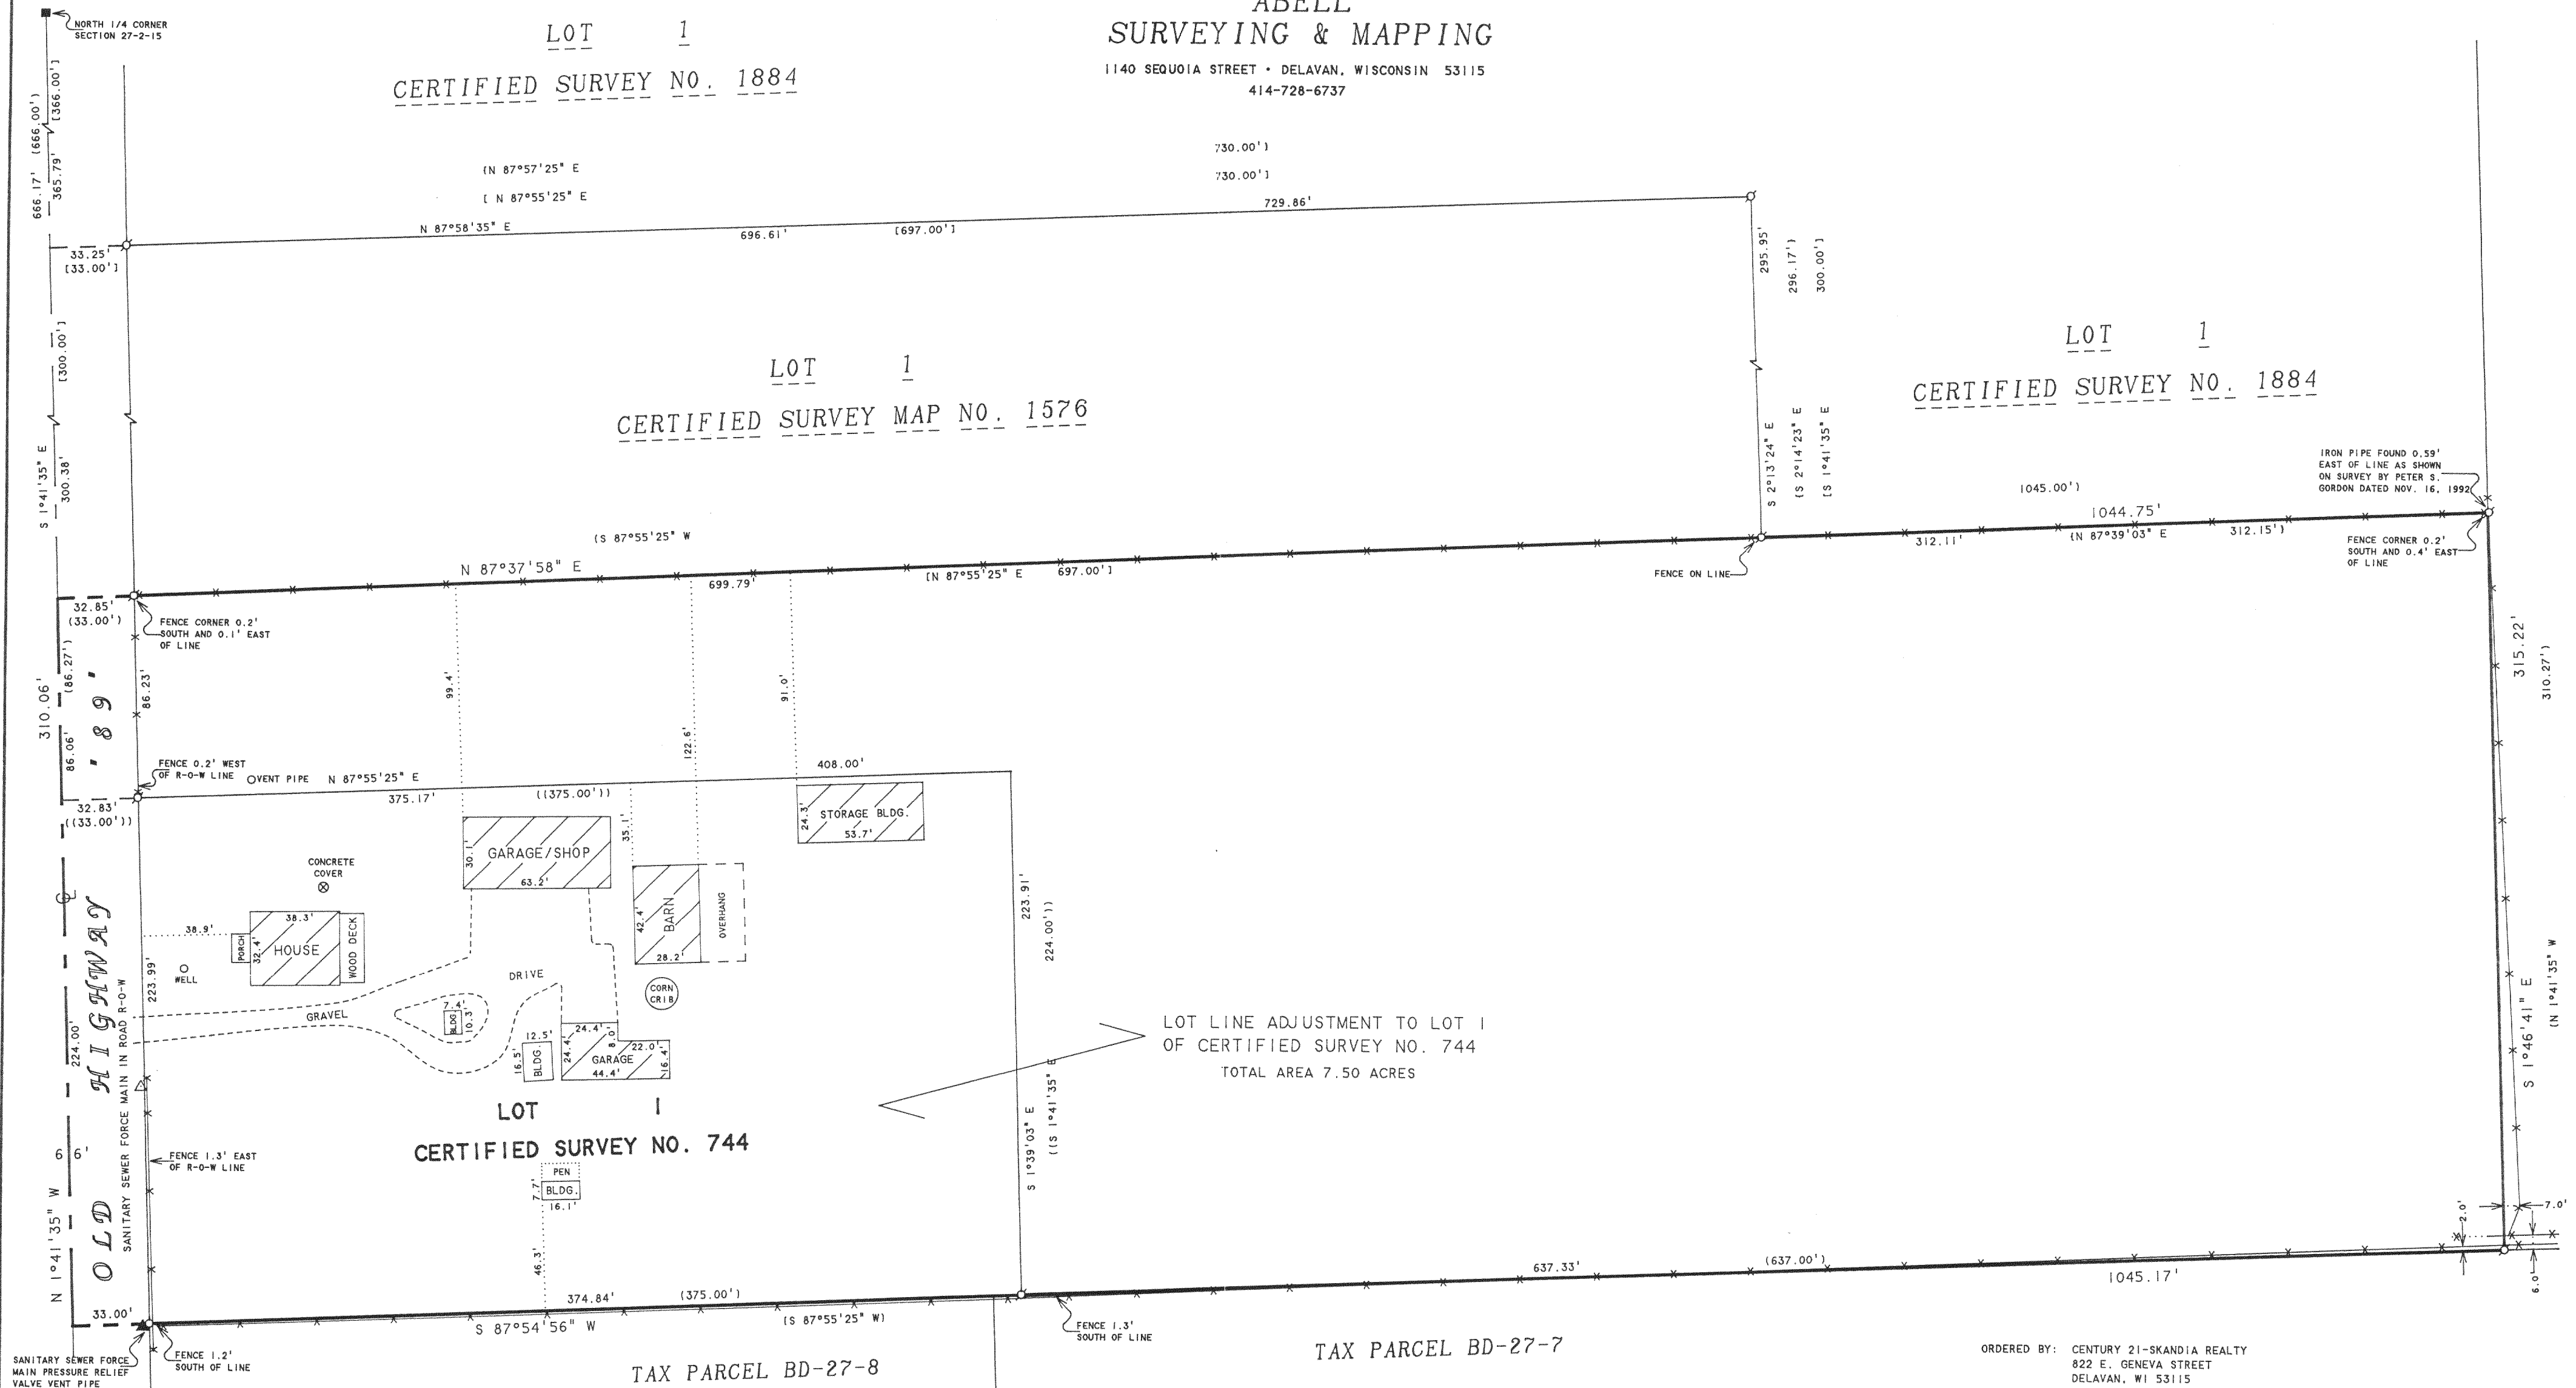 NORTH 1/4 CORNER
SECTION 27-2-15
LOT 1
CERTIFIED SURVEY NO. 1884
ABELL
SURVEYING & MAPPING
1140 SEQUOIA STREET • DELAVAN, WISCONSIN 53115
414-728-6737
666.17' (666.00')
365.79' [366.00']
(N 87°57'25" E
730.00')
[ N 87°55'25" E
730.00']
N 87°58'35" E
696.61'
[697.00']
729.86'
33.25'
[33.00']
[300.00']
S 1°41'35" E
300.38'
295.95'
296.17')
300.00']
S 2°13'24" E
(S 2°14'23" E
[S 1°41'35" E
LOT 1
CERTIFIED SURVEY MAP NO. 1576
LOT 1
CERTIFIED SURVEY NO. 1884
IRON PIPE FOUND 0.59'
EAST OF LINE AS SHOWN
ON SURVEY BY PETER S.
GORDON DATED NOV. 16, 1992
1045.00')
1044.75'
(S 87°55'25" W
N 87°37'58" E
699.79'
[N 87°55'25" E
697.00']
FENCE ON LINE
312.11'
(N 87°39'03" E
312.15')
FENCE CORNER 0.2'
SOUTH AND 0.4' EAST
OF LINE
32.85'
(33.00')
FENCE CORNER 0.2'
SOUTH AND 0.1' EAST
OF LINE
310.06'
(86.27')
86.06'
86.23'
99.4'
122.6'
91.0'
315.22'
310.27')
FENCE 0.2' WEST
OF R-O-W LINE
VENT PIPE
N 87°55'25" E
408.00'
375.17'
((375.00'))
32.83'
((33.00'))
OLD HIGHWAY "89"
SANITARY SEWER FORCE MAIN IN ROAD R-O-W
30.1'
GARAGE/SHOP
63.2'
35.1'
24.3'
STORAGE BLDG.
53.7'
CONCRETE
COVER
38.9'
PORCH
38.3'
32.4'
HOUSE
WOOD DECK
WELL
42.4'
BARN
28.2'
OVERHANG
223.91'
224.00'))
223.99'
224.00'
DRIVE
CORN
CRIB
GRAVEL
7.4'
BLDG.
10.3'
12.5'
16.5'
BLDG.
24.4'
24.4'
8.0'
22.0'
GARAGE
44.4'
16.4'
LOT LINE ADJUSTMENT TO LOT 1
OF CERTIFIED SURVEY NO. 744
TOTAL AREA 7.50 ACRES
S 1°46'41" E
(N 1°41'35" W
LOT 1
CERTIFIED SURVEY NO. 744
S 1°39'03" E
((S 1°41'35" E
66'
FENCE 1.3' EAST
OF R-O-W LINE
PEN
7.7'
BLDG.
16.1'
46.3'
N 1°41'35" W
2.0'
7.0'
6.0'
33.00'
374.84'
(375.00')
637.33'
(637.00')
1045.17'
S 87°54'56" W
(S 87°55'25" W)
FENCE 1.3'
SOUTH OF LINE
SANITARY SEWER FORCE
MAIN PRESSURE RELIEF
VALVE VENT PIPE
FENCE 1.2'
SOUTH OF LINE
TAX PARCEL BD-27-8
TAX PARCEL BD-27-7
ORDERED BY: CENTURY 21-SKANDIA REALTY
822 E. GENEVA STREET
DELAVAN, WI 53115